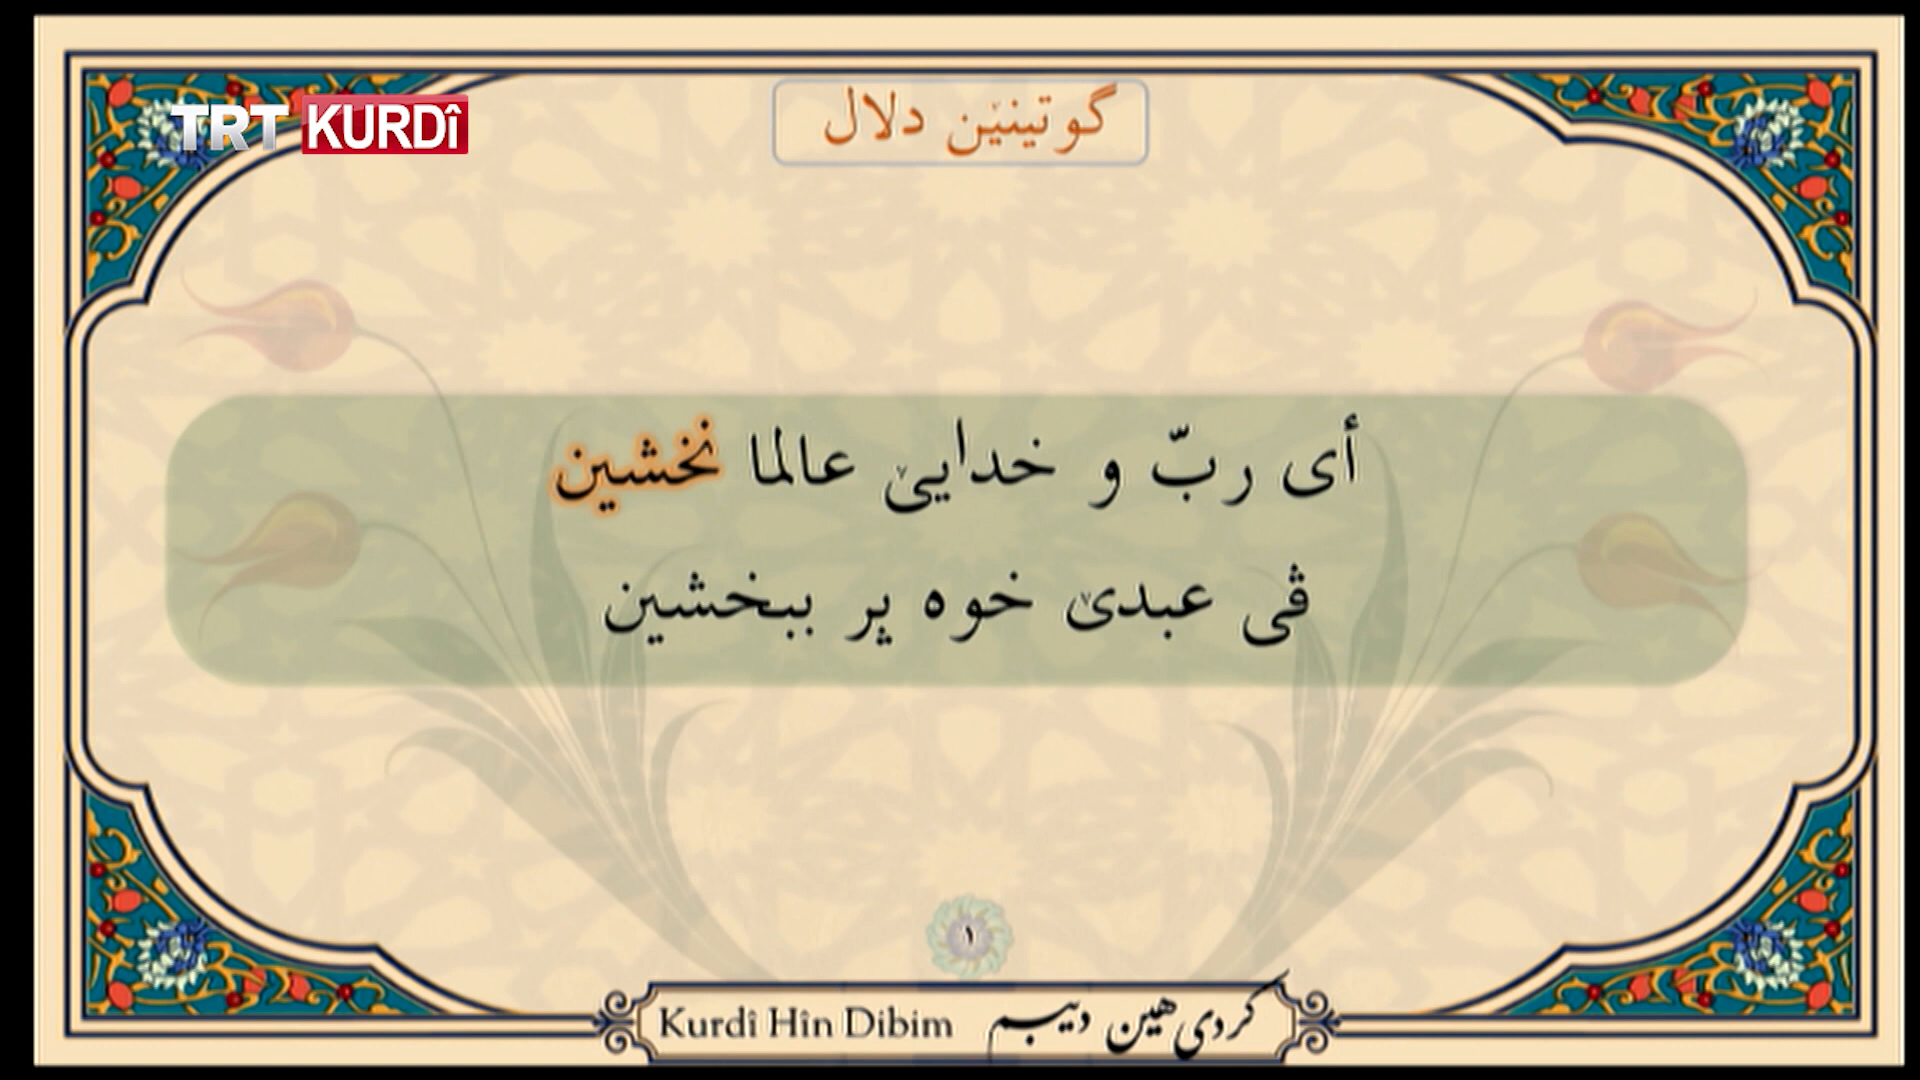 TRT KURDÎ
گوتینێن دلال
أی ربّ و خدایێ عالما نخشین
ڤی عبدێ خوه پر ببخشین
١
Kurdî Hîn Dibim کردی هین دبم